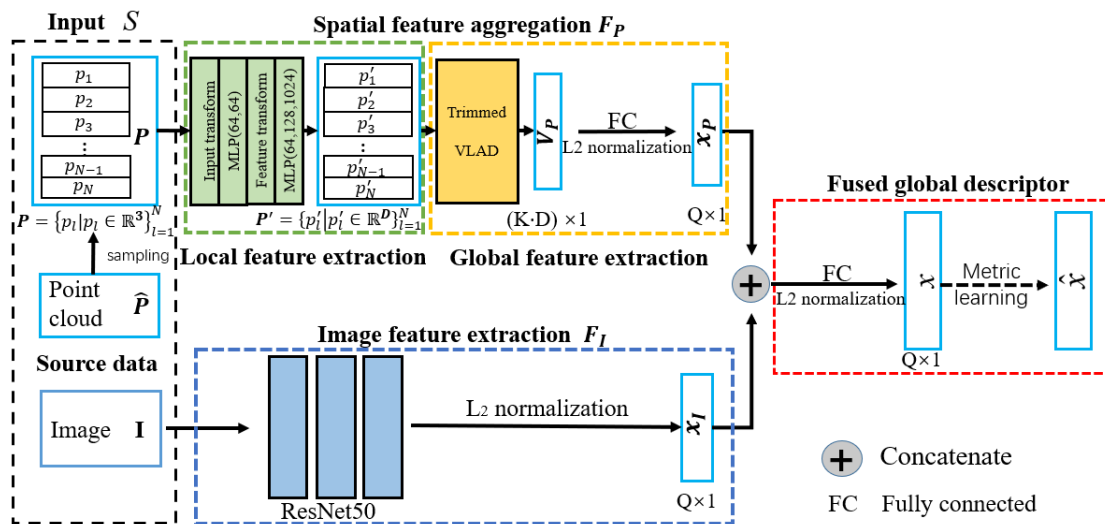 Input S
Spatial feature aggregation F_P
p_1
p_2
p_3
⋮
p_{N−1}
p_N
P
P = {p_l|p_l ∈ ℝ^3}_{l=1}^N
sampling
Point cloud P̂
Source data
Image I
Input transform
MLP(64,64)
Feature transform
MLP(64,128,1024)
p′_1
p′_2
p′_3
⋮
p′_{N−1}
p′_N
P′ = {p′_l|p′_l ∈ ℝ^D}_{l=1}^N
Local feature extraction
Trimmed
VLAD
V_P
(K·D) ×1
FC
L2 normalization
x_P
Q×1
Global feature extraction
Image feature extraction F_I
ResNet50
L2 normalization
x_I
Q×1
+
Fused global descriptor
FC
L2 normalization
x
Q×1
Metric
learning
x̂
+ Concatenate
FC Fully connected